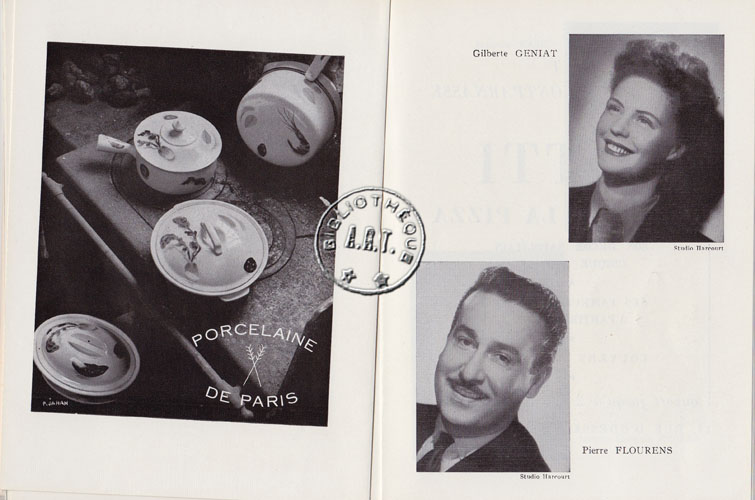 PORCELAINE
DE PARIS
P. JAHAN
BIBLIOTHÈQUE
A.R.T.
Gilberte GENIAT
Studio Harcourt
Studio Harcourt
Pierre FLOURENS